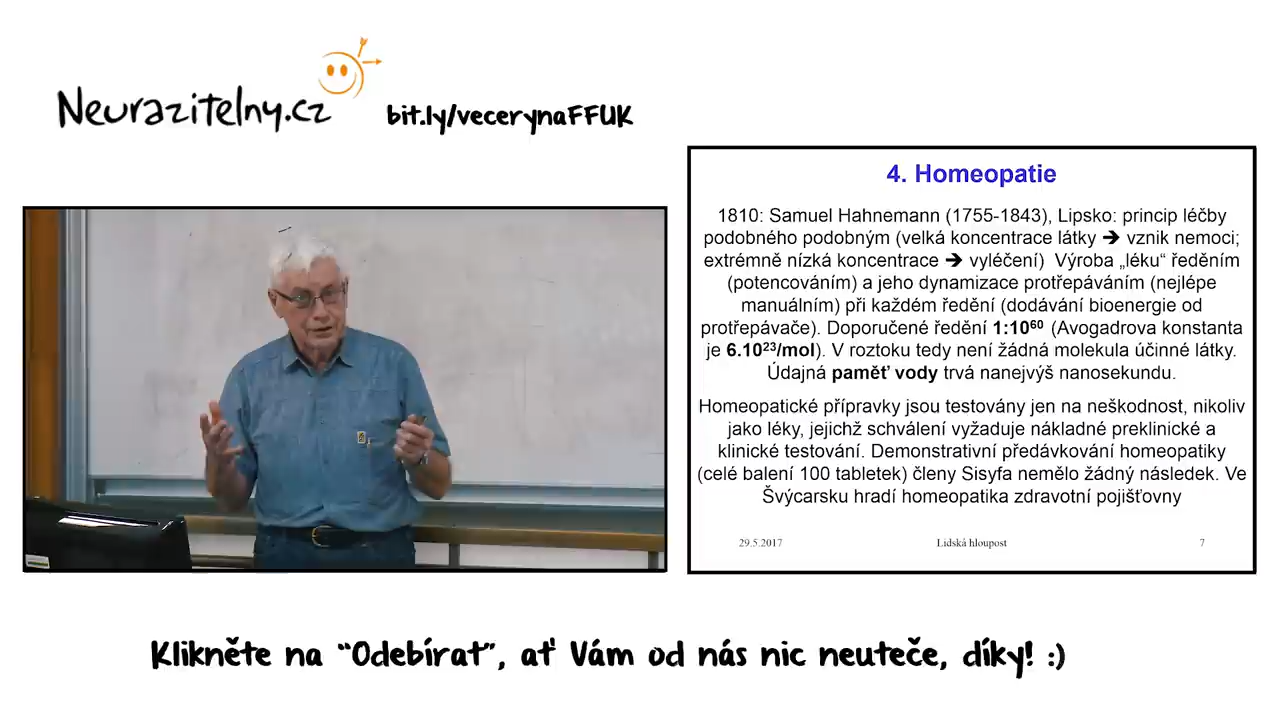 Neurazitelny.cz
bit.ly/vecerynaFFUK
4. Homeopatie
1810: Samuel Hahnemann (1755-1843), Lipsko: princip léčby
podobného podobným (velká koncentrace látky ➔ vznik nemoci;
extrémně nízká koncentrace ➔ vyléčení) Výroba „léku“ ředěním
(potencováním) a jeho dynamizace protřepáváním (nejlépe
manuálním) při každém ředění (dodávání bioenergie od
protřepávače). Doporučené ředění 1:10⁶⁰ (Avogadrova konstanta
je 6.10²³/mol). V roztoku tedy není žádná molekula účinné látky.
Údajná paměť vody trvá nanejvýš nanosekundu.
Homeopatické přípravky jsou testovány jen na neškodnost, nikoliv
jako léky, jejichž schválení vyžaduje nákladné preklinické a
klinické testování. Demonstrativní předávkování homeopatiky
(celé balení 100 tabletek) členy Sisyfa nemělo žádný následek. Ve
Švýcarsku hradí homeopatika zdravotní pojišťovny
29.5.2017 Lidská hloupost 7
Klikněte na “Odebírat”, ať Vám od nás nic neuteče, díky! :)